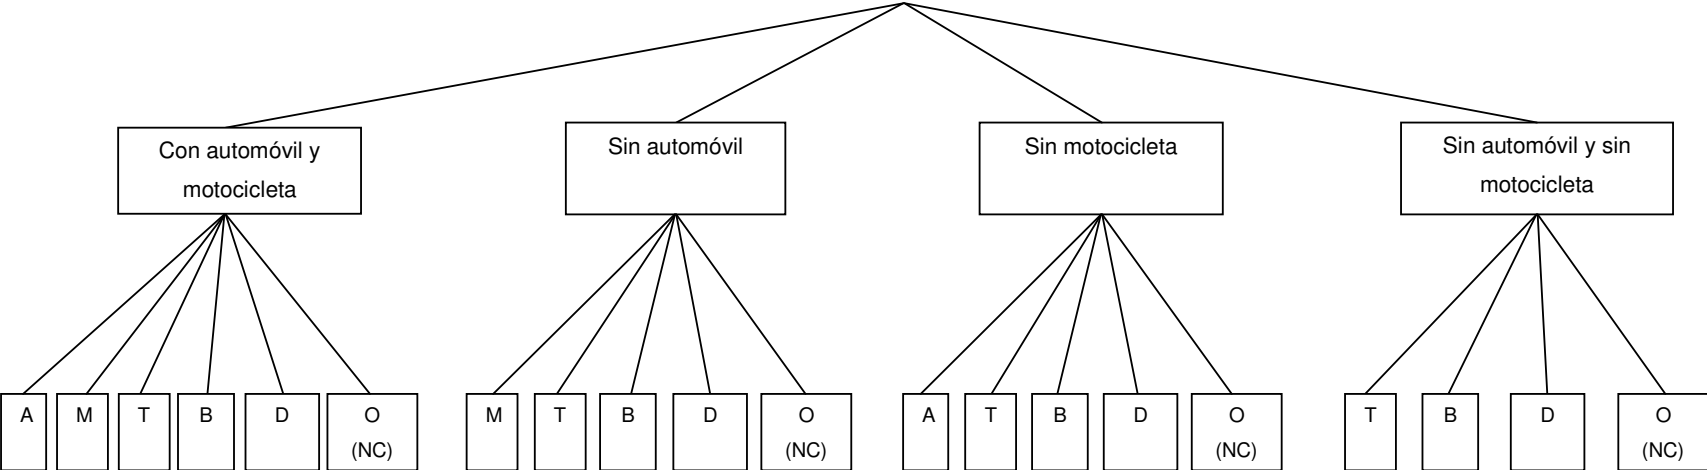 Con automóvil y
motocicleta
Sin automóvil
Sin motocicleta
Sin automóvil y sin
motocicleta
A
M
T
B
D
O
(NC)
M
T
B
D
O
(NC)
A
T
B
D
O
(NC)
T
B
D
O
(NC)